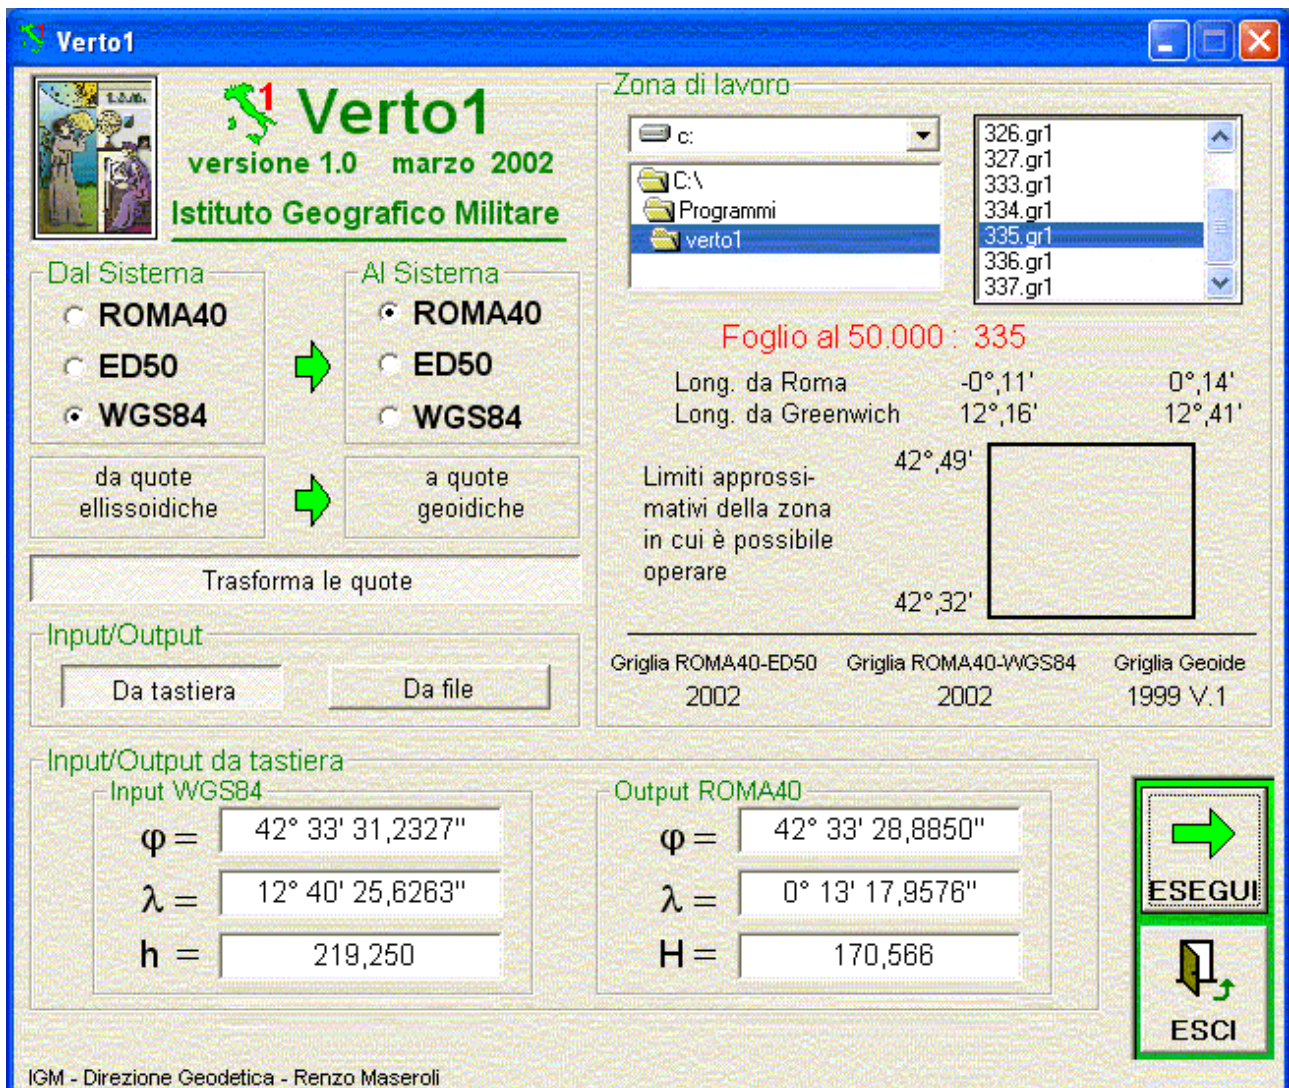 Verto1
I.G.M.
1
Verto1
versione 1.0 marzo 2002
Istituto Geografico Militare
Dal Sistema
ROMA40
ED50
WGS84
Al Sistema
ROMA40
ED50
WGS84
da quote
ellissoidiche
a quote
geoidiche
Trasforma le quote
Input/Output
Da tastiera
Da file
Zona di lavoro
c:
C:\
Programmi
verto1
326.gr1
327.gr1
333.gr1
334.gr1
335.gr1
336.gr1
337.gr1
Foglio al 50.000 : 335
Long. da Roma -0°,11' 0°,14'
Long. da Greenwich 12°,16' 12°,41'
Limiti approssi-
mativi della zona
in cui è possibile
operare
42°,49'
42°,32'
Griglia ROMA40-ED50 Griglia ROMA40-WGS84 Griglia Geoide
2002 2002 1999 V.1
Input/Output da tastiera
Input WGS84
φ = 42° 33' 31,2327"
λ = 12° 40' 25,6263"
h = 219,250
Output ROMA40
φ = 42° 33' 28,8850"
λ = 0° 13' 17,9576"
H = 170,566
ESEGUI
ESCI
IGM - Direzione Geodetica - Renzo Maseroli